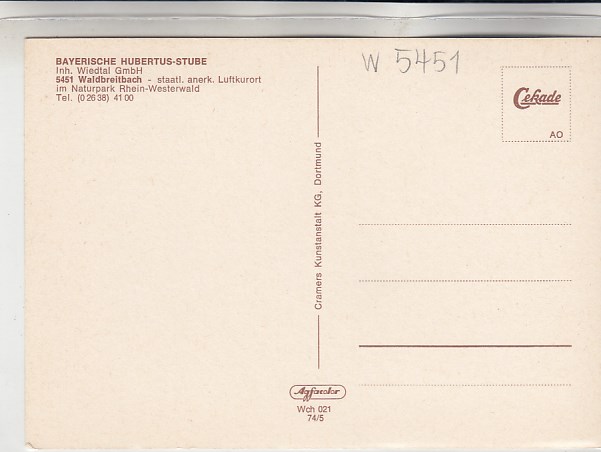 BAYERISCHE HUBERTUS-STUBE
Inh. Wiedtal GmbH
5451 Waldbreitbach - staatl. anerk. Luftkurort
im Naturpark Rhein-Westerwald
Tel. (0 26 38) 41 00
W 5451
Cekade
AO
Cramers Kunstanstalt KG, Dortmund
Agfacolor
Wch 021
74/5